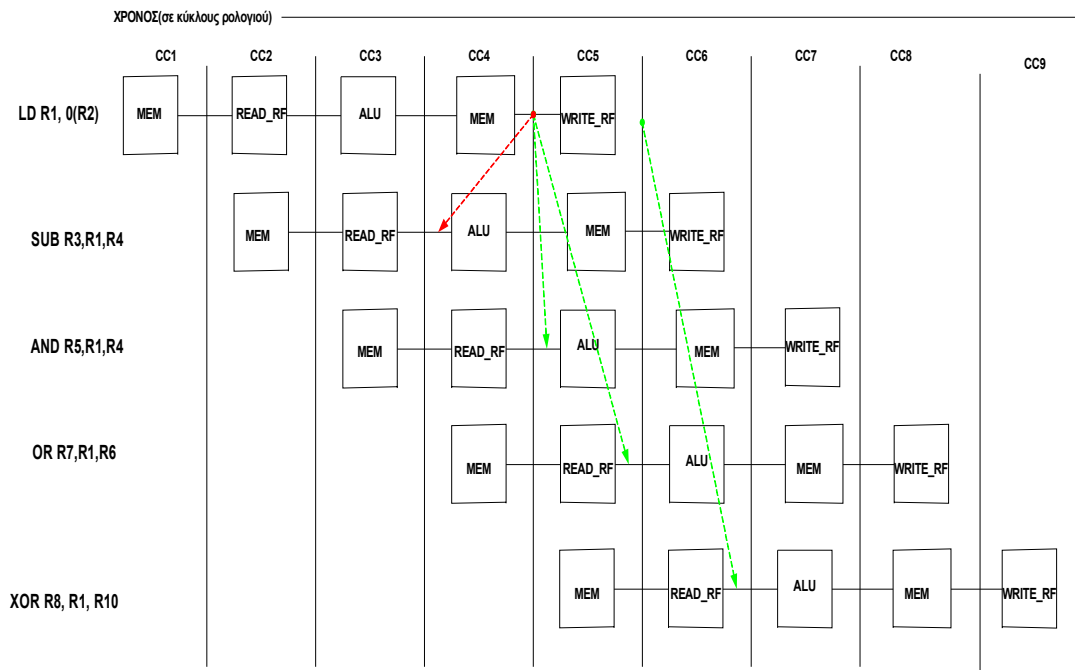 ΧΡΟΝΟΣ(σε κύκλους ρολογιού)
CC1 CC2 CC3 CC4 CC5 CC6 CC7 CC8 CC9
LD R1, 0(R2) MEM READ_RF ALU MEM WRITE_RF
SUB R3,R1,R4 MEM READ_RF ALU MEM WRITE_RF
AND R5,R1,R4 MEM READ_RF ALU MEM WRITE_RF
OR R7,R1,R6 MEM READ_RF ALU MEM WRITE_RF
XOR R8, R1, R10 MEM READ_RF ALU MEM WRITE_RF